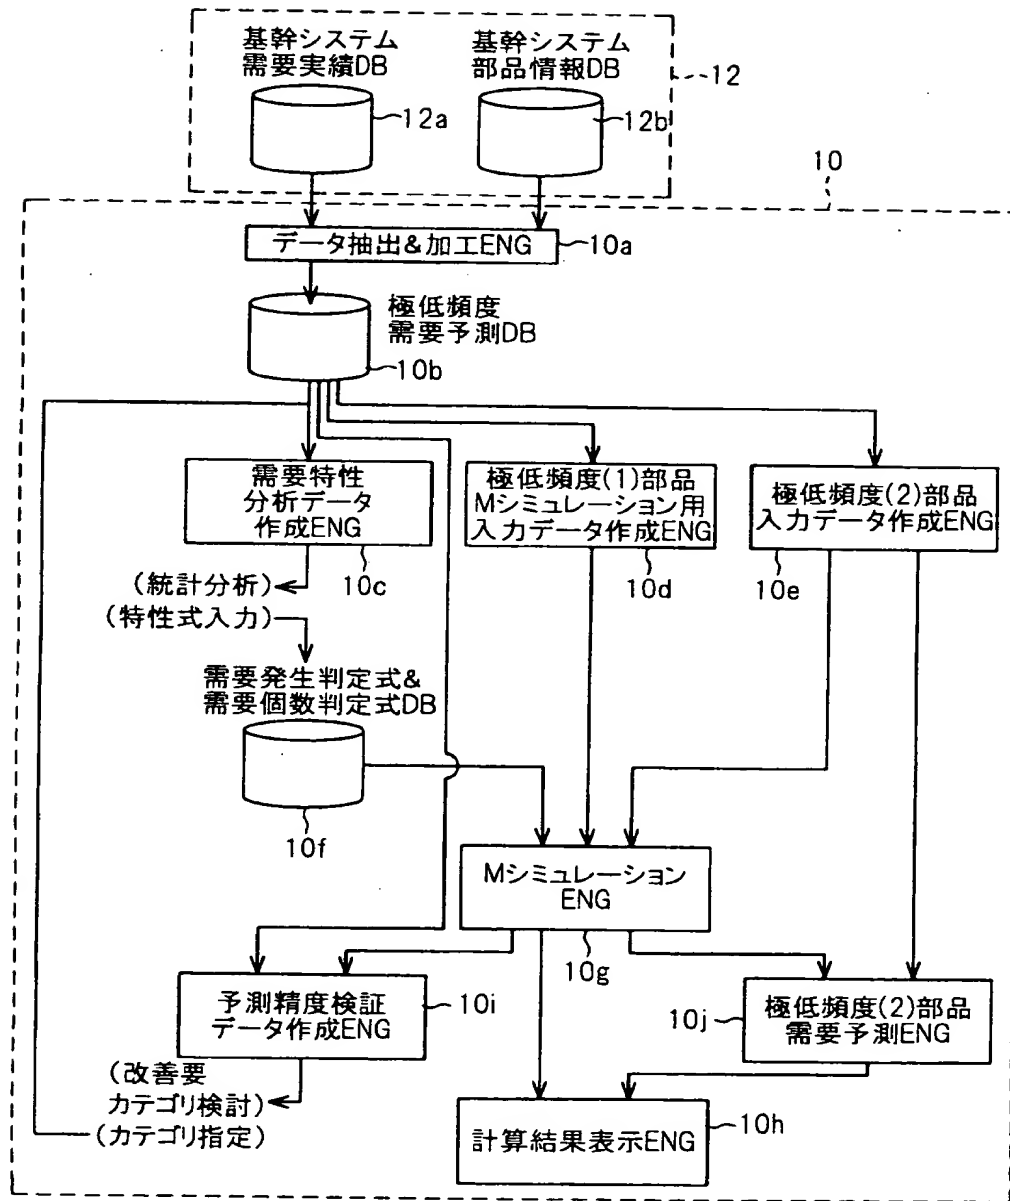 基幹システム
需要実績DB
基幹システム
部品情報DB
12
12a
12b
10
データ抽出&加工ENG
10a
極低頻度
需要予測DB
10b
需要特性
分析データ
作成ENG
10c
極低頻度(1)部品
Mシミュレーション用
入力データ作成ENG
10d
極低頻度(2)部品
入力データ作成ENG
10e
(統計分析)
(特性式入力)
需要発生判定式&
需要個数判定式DB
10f
Mシミュレーション
ENG
10g
予測精度検証
データ作成ENG
10i
極低頻度(2)部品
需要予測ENG
10j
(改善要
カテゴリ検討)
(カテゴリ指定)
計算結果表示ENG
10h